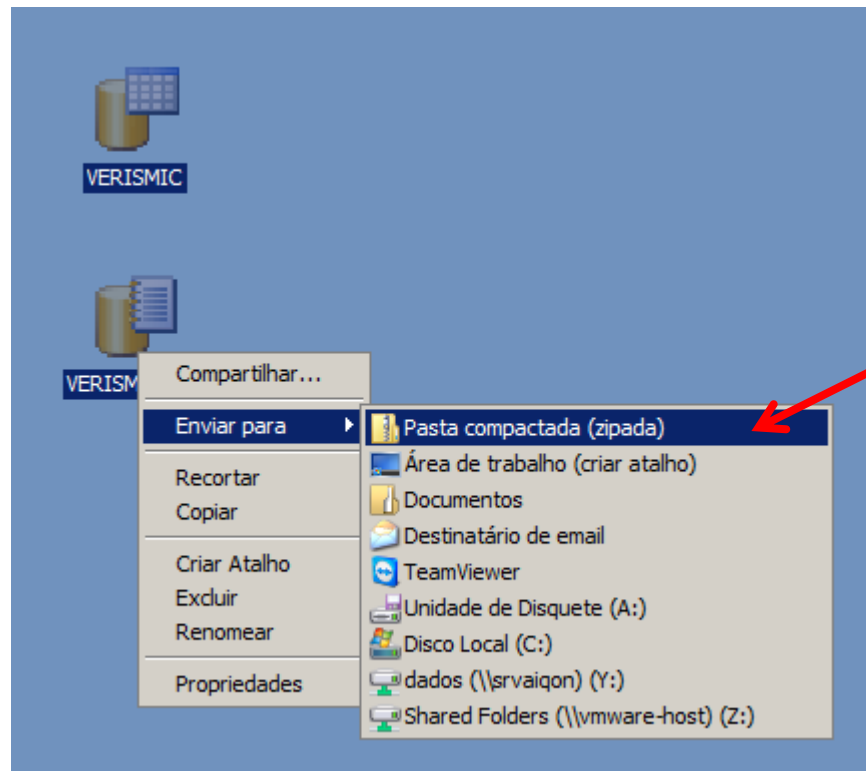 VERISMIC
VERISM
Compartilhar...
Enviar para
Recortar
Copiar
Criar Atalho
Excluir
Renomear
Propriedades
Pasta compactada (zipada)
Área de trabalho (criar atalho)
Documentos
Destinatário de email
TeamViewer
Unidade de Disquete (A:)
Disco Local (C:)
dados (\\srvaiqon) (Y:)
Shared Folders (\\vmware-host) (Z:)